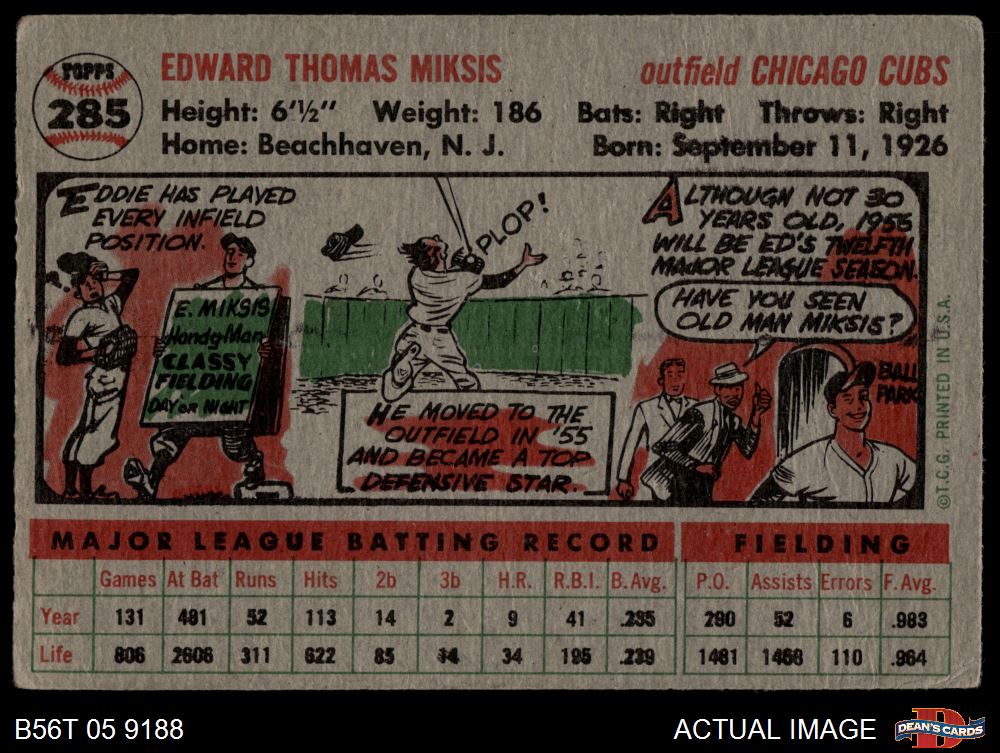 TOPPS
285
EDWARD THOMAS MIKSIS
outfield CHICAGO CUBS
Height: 6'½" Weight: 186 Bats: Right Throws: Right
Home: Beachhaven, N. J. Born: September 11, 1926
EDDIE HAS PLAYED
EVERY INFIELD
POSITION.
?
E. MIKSIS
Handy Man
CLASSY
FIELDING
DAY OR NIGHT
PLOP!
HE MOVED TO THE
OUTFIELD IN '55
AND BECAME A TOP
DEFENSIVE STAR.
ALTHOUGH NOT 30
YEARS OLD, 1956
WILL BE ED'S TWELFTH
MAJOR LEAGUE SEASON.
HAVE YOU SEEN
OLD MAN MIKSIS?
BALL
PARK
© T.C.G. PRINTED IN U.S.A.
MAJOR LEAGUE BATTING RECORD FIELDING
Games At Bat Runs Hits 2b 3b H.R. R.B.I. B. Avg. P.O. Assists Errors F. Avg.
Year 131 481 52 113 14 2 9 41 .235 290 52 6 .983
Life 806 2608 311 622 85 14 34 195 .239 1481 1468 110 .964
B56T 05 9188
ACTUAL IMAGE
DEAN'S CARDS